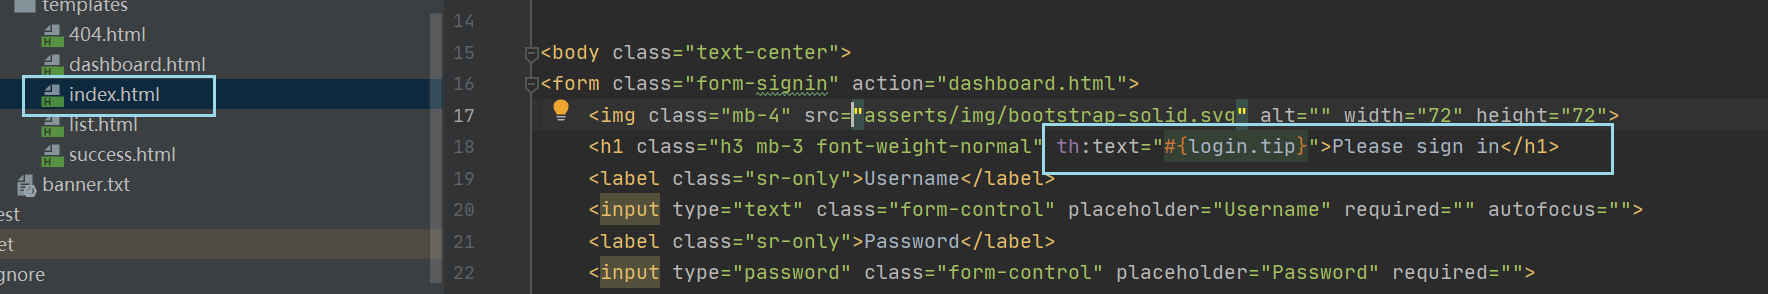 templates
404.html
dashboard.html
index.html
list.html
success.html
banner.txt
est
et
gnore
14
15 <body class="text-center">
16 <form class="form-signin" action="dashboard.html">
17 <img class="mb-4" src="asserts/img/bootstrap-solid.svg" alt="" width="72" height="72">
18 <h1 class="h3 mb-3 font-weight-normal" th:text="#{login.tip}">Please sign in</h1>
19 <label class="sr-only">Username</label>
20 <input type="text" class="form-control" placeholder="Username" required="" autofocus="">
21 <label class="sr-only">Password</label>
22 <input type="password" class="form-control" placeholder="Password" required="">